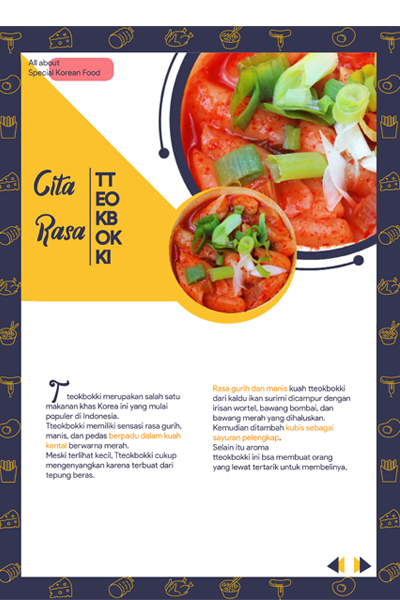 All about
Special Korean Food
Cita
Rasa
TT
EO
KB
OK
KI
Tteokbokki merupakan salah satu
makanan khas Korea ini yang mulai
populer di Indonesia.
Tteokbokki memiliki sensasi rasa gurih,
manis, dan pedas berpadu dalam kuah
kental berwarna merah.
Meski terlihat kecil, Tteokbokki cukup
mengenyangkan karena terbuat dari
tepung beras.
Rasa gurih dan manis kuah tteokbokki
dari kaldu ikan surimi dicampur dengan
irisan wortel, bawang bombai, dan
bawang merah yang dihaluskan.
Kemudian ditambah kubis sebagai
sayuran pelengkap.
Selain itu aroma
tteokbokki ini bsa membuat orang
yang lewat tertarik untuk membelinya,